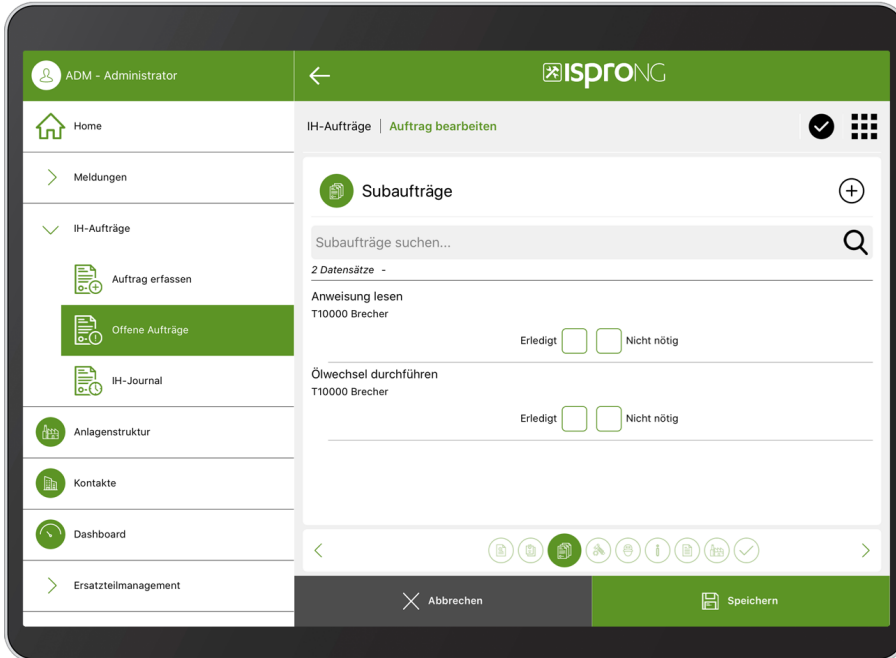 ADM - Administrator
Home
Meldungen
IH-Aufträge
Auftrag erfassen
Offene Aufträge
IH-Journal
Anlagenstruktur
Kontakte
Dashboard
Ersatzteilmanagement
isproNG
IH-Aufträge | Auftrag bearbeiten
Subaufträge
Subaufträge suchen...
2 Datensätze -
Anweisung lesen
T10000 Brecher
Erledigt Nicht nötig
Ölwechsel durchführen
T10000 Brecher
Erledigt Nicht nötig
Abbrechen Speichern